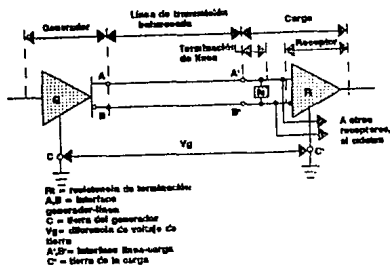 Línea de transmisión
balanceada
Generador
Carga
Terminación
de línea
Receptor
A
A'
G
Rt
R
B
B'
A otros
receptores,
si existen
C
Vg
C'
Rt = resistencia de terminación
A,B = interface
generador-línea
C = tierra del generador
Vg = diferencia de voltaje de
tierra
A',B' = interface línea-carga
C' = tierra de la carga